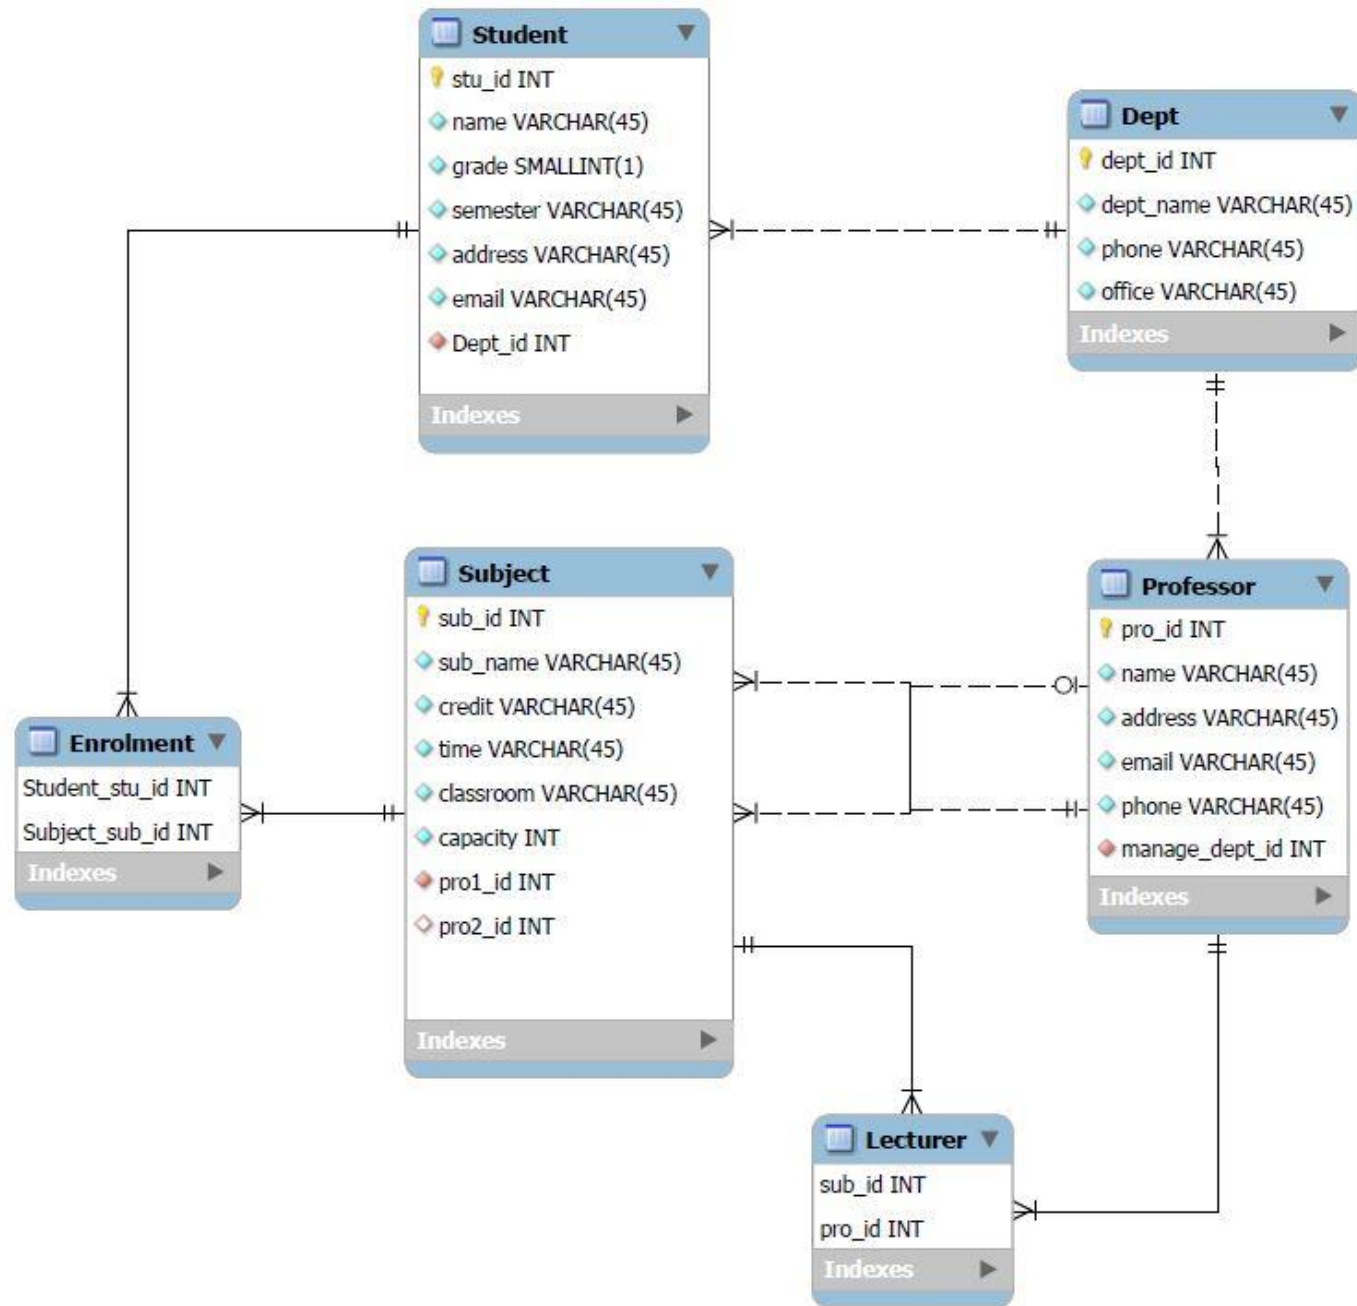 Student
stu_id INT
name VARCHAR(45)
grade SMALLINT(1)
semester VARCHAR(45)
address VARCHAR(45)
email VARCHAR(45)
Dept_id INT
Indexes
Dept
dept_id INT
dept_name VARCHAR(45)
phone VARCHAR(45)
office VARCHAR(45)
Indexes
Subject
sub_id INT
sub_name VARCHAR(45)
credit VARCHAR(45)
time VARCHAR(45)
classroom VARCHAR(45)
capacity INT
pro1_id INT
pro2_id INT
Indexes
Professor
pro_id INT
name VARCHAR(45)
address VARCHAR(45)
email VARCHAR(45)
phone VARCHAR(45)
manage_dept_id INT
Indexes
Enrolment
Student_stu_id INT
Subject_sub_id INT
Indexes
Lecturer
sub_id INT
pro_id INT
Indexes